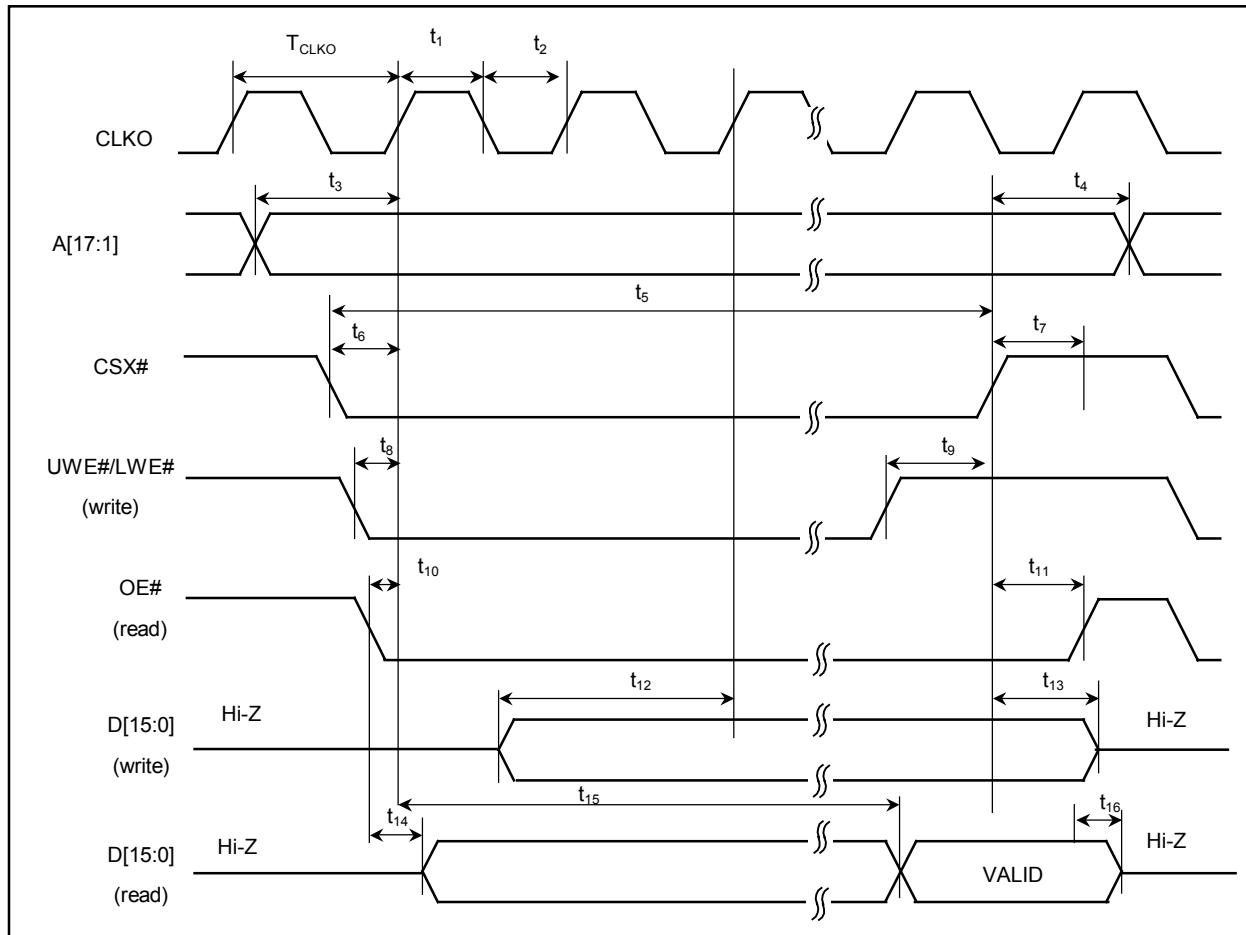 T_CLKO t_1 t_2
CLKO
t_3 t_4
A[17:1]
t_5
t_6 t_7
CSX#
t_8 t_9
UWE#/LWE#
(write)
t_10 t_11
OE#
(read)
t_12 t_13
Hi-Z Hi-Z
D[15:0]
(write)
t_15
t_14 t_16
Hi-Z Hi-Z
D[15:0]
VALID
(read)